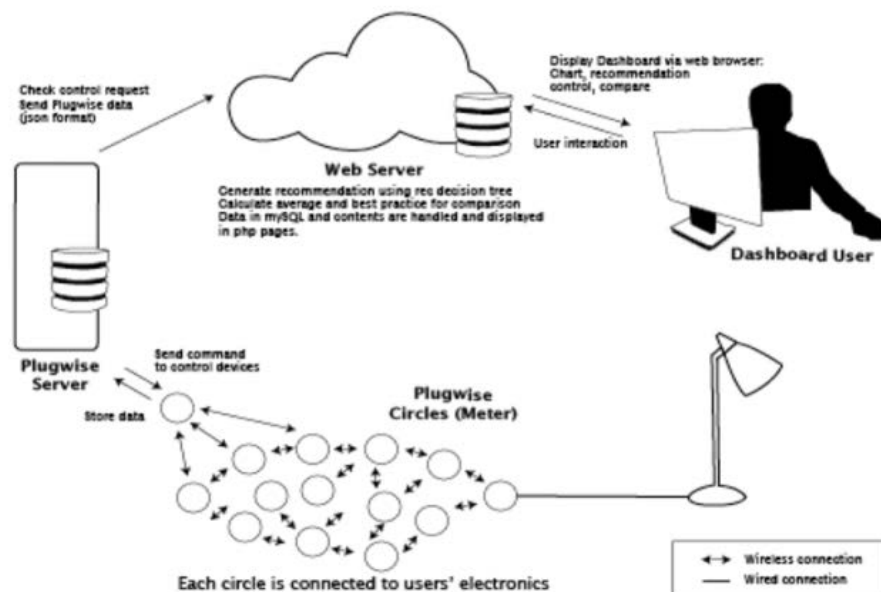 Check control request
Send Plugwise data
(json format)
Display Dashboard via web browser:
Chart, recommendation
control, compare
User interaction
Web Server
Generate recommendation using rec decision tree
Calculate average and best practice for comparison
Data in mySQL and contents are handled and displayed
in php pages.
Dashboard User
Plugwise
Server
Send command
to control devices
Store data
Plugwise
Circles (Meter)
Each circle is connected to users' electronics
Wireless connection
Wired connection